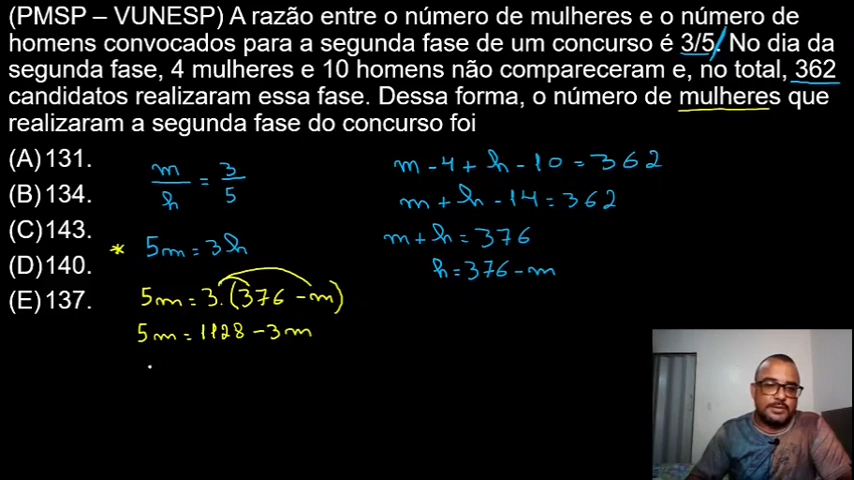 (PMSP – VUNESP) A razão entre o número de mulheres e o número de
homens convocados para a segunda fase de um concurso é 3/5. No dia da
segunda fase, 4 mulheres e 10 homens não compareceram e, no total, 362
candidatos realizaram essa fase. Dessa forma, o número de mulheres que
realizaram a segunda fase do concurso foi
(A) 131.
(B) 134.
(C) 143.
(D) 140.
(E) 137.
m/h = 3/5
* 5m = 3h
5m = 3.(376 - m)
5m = 1128 - 3m
m - 4 + h - 10 = 362
m + h - 14 = 362
m + h = 376
h = 376 - m